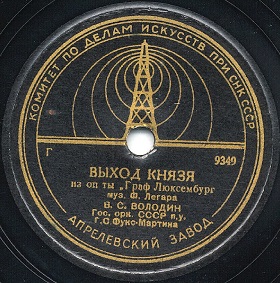 КОМИТЕТ ПО ДЕЛАМ ИСКУССТВ ПРИ СНК СССР
Г
9349
ВЫХОД КНЯЗЯ
из оп ты „Граф Люксембург
муз. Ф. Легара
В. С. ВОЛОДИН
Гос. орк. СССР п.у.
Г.С.Фукс-Мартина
АПРЕЛЕВСКИЙ ЗАВОД